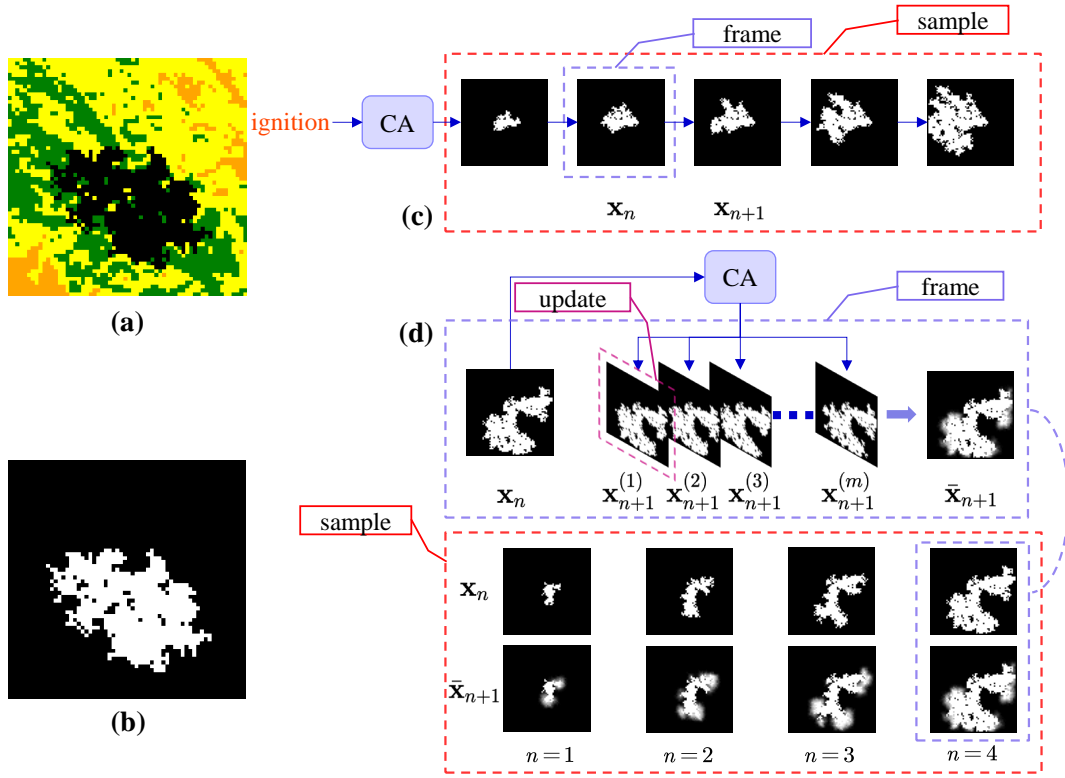 sample
frame
ignition
CA
(c)
x_n
x_{n+1}
(a)
CA
update
frame
(d)
x_n
x_{n+1}^{(1)} x_{n+1}^{(2)} x_{n+1}^{(3)} x_{n+1}^{(m)} x̄_{n+1}
sample
x_n
x̄_{n+1}
(b)
n=1 n=2 n=3 n=4